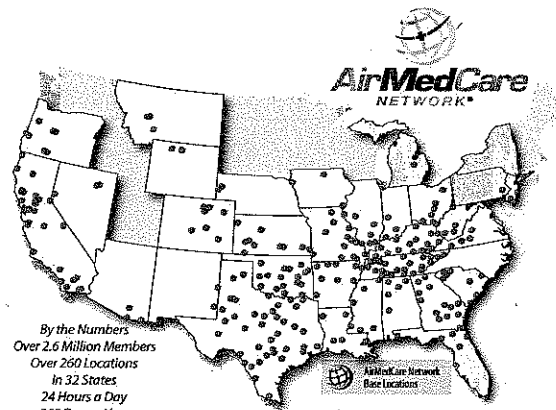 AirMedCare
NETWORK®
By the Numbers
Over 2.6 Million Members
Over 260 Locations
In 32 States
24 Hours a Day
AirMedCare Network
Base Locations